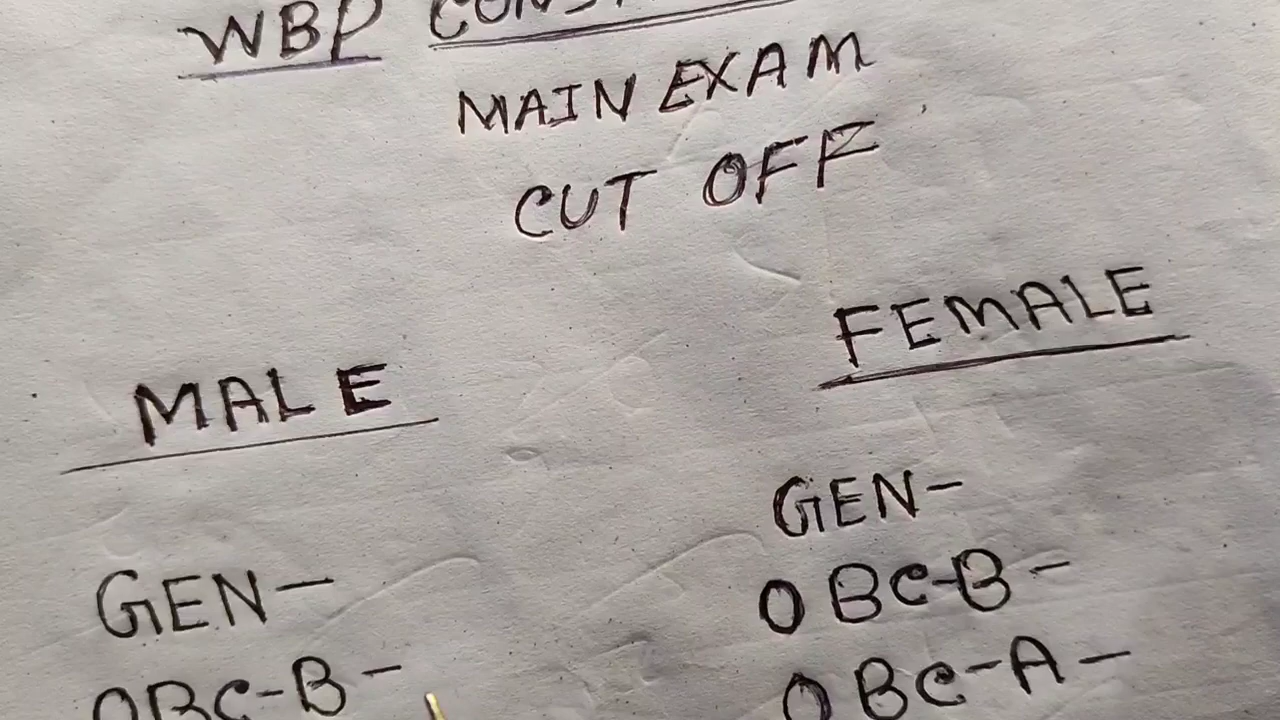 WBP
MAIN EXAM
CUT OFF
MALE
FEMALE
GEN-
OBC-B-
GEN-
OBC-B-
OBC-A-